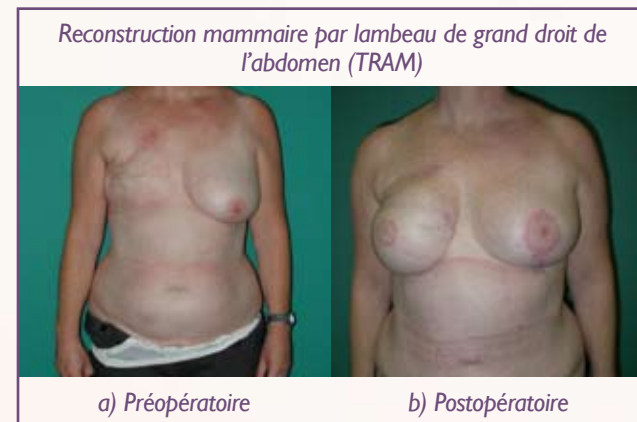 Reconstruction mammaire par lambeau de grand droit de
l'abdomen (TRAM)
a) Préopératoire
b) Postopératoire